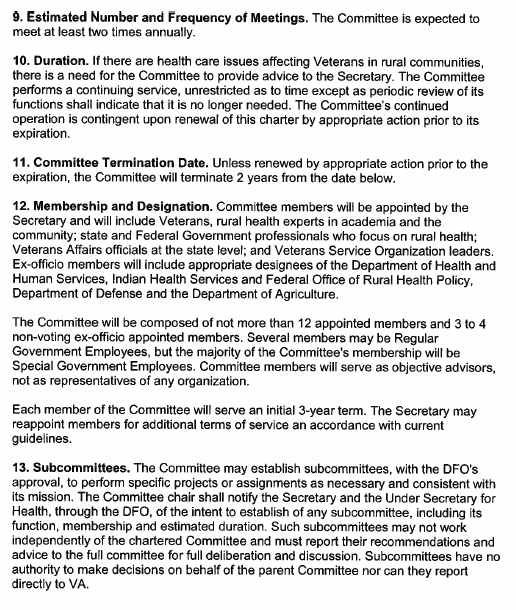 9. Estimated Number and Frequency of Meetings. The Committee is expected to
meet at least two times annually.
10. Duration. If there are health care issues affecting Veterans in rural communities,
there is a need for the Committee to provide advice to the Secretary. The Committee
performs a continuing service, unrestricted as to time except as periodic review of its
functions shall indicate that it is no longer needed. The Committee's continued
operation is contingent upon renewal of this charter by appropriate action prior to its
expiration.
11. Committee Termination Date. Unless renewed by appropriate action prior to the
expiration, the Committee will terminate 2 years from the date below.
12. Membership and Designation. Committee members will be appointed by the
Secretary and will include Veterans, rural health experts in academia and the
community; state and Federal Government professionals who focus on rural health;
Veterans Affairs officials at the state level; and Veterans Service Organization leaders.
Ex-officio members will include appropriate designees of the Department of Health and
Human Services, Indian Health Services and Federal Office of Rural Health Policy,
Department of Defense and the Department of Agriculture.
The Committee will be composed of not more than 12 appointed members and 3 to 4
non-voting ex-officio appointed members. Several members may be Regular
Government Employees, but the majority of the Committee's membership will be
Special Government Employees. Committee members will serve as objective advisors,
not as representatives of any organization.
Each member of the Committee will serve an initial 3-year term. The Secretary may
reappoint members for additional terms of service an accordance with current
guidelines.
13. Subcommittees. The Committee may establish subcommittees, with the DFO's
approval, to perform specific projects or assignments as necessary and consistent with
its mission. The Committee chair shall notify the Secretary and the Under Secretary for
Health, through the DFO, of the intent to establish of any subcommittee, including its
function, membership and estimated duration. Such subcommittees may not work
independently of the chartered Committee and must report their recommendations and
advice to the full committee for full deliberation and discussion. Subcommittees have no
authority to make decisions on behalf of the parent Committee nor can they report
directly to VA.